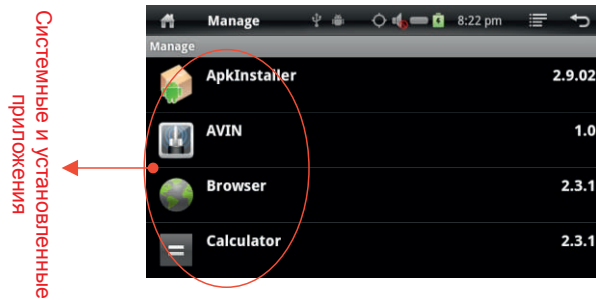 Системные и установленные
приложения
Manage 8:22 pm
Manage
ApkInstaller 2.9.02
AVIN 1.0
Browser 2.3.1
Calculator 2.3.1